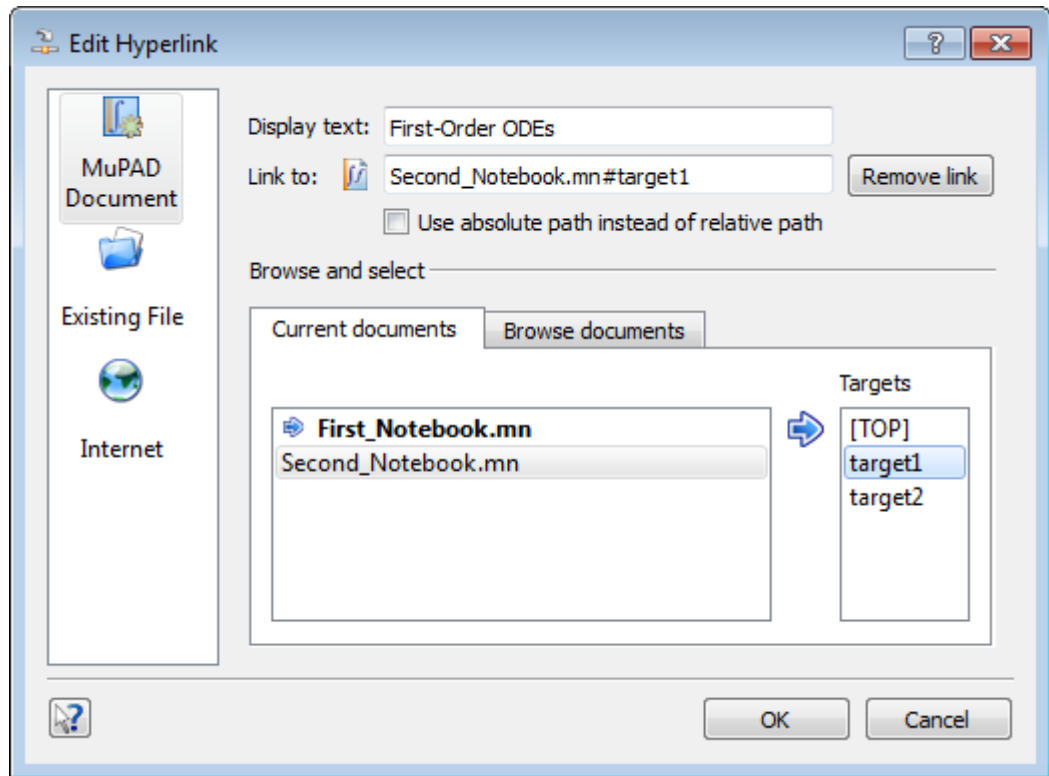 Edit Hyperlink
MuPAD
Document
Existing File
Internet
Display text: First-Order ODEs
Link to: Second_Notebook.mn#target1 Remove link
Use absolute path instead of relative path
Browse and select
Current documents Browse documents
Targets
First_Notebook.mn
Second_Notebook.mn
[TOP]
target1
target2
OK Cancel